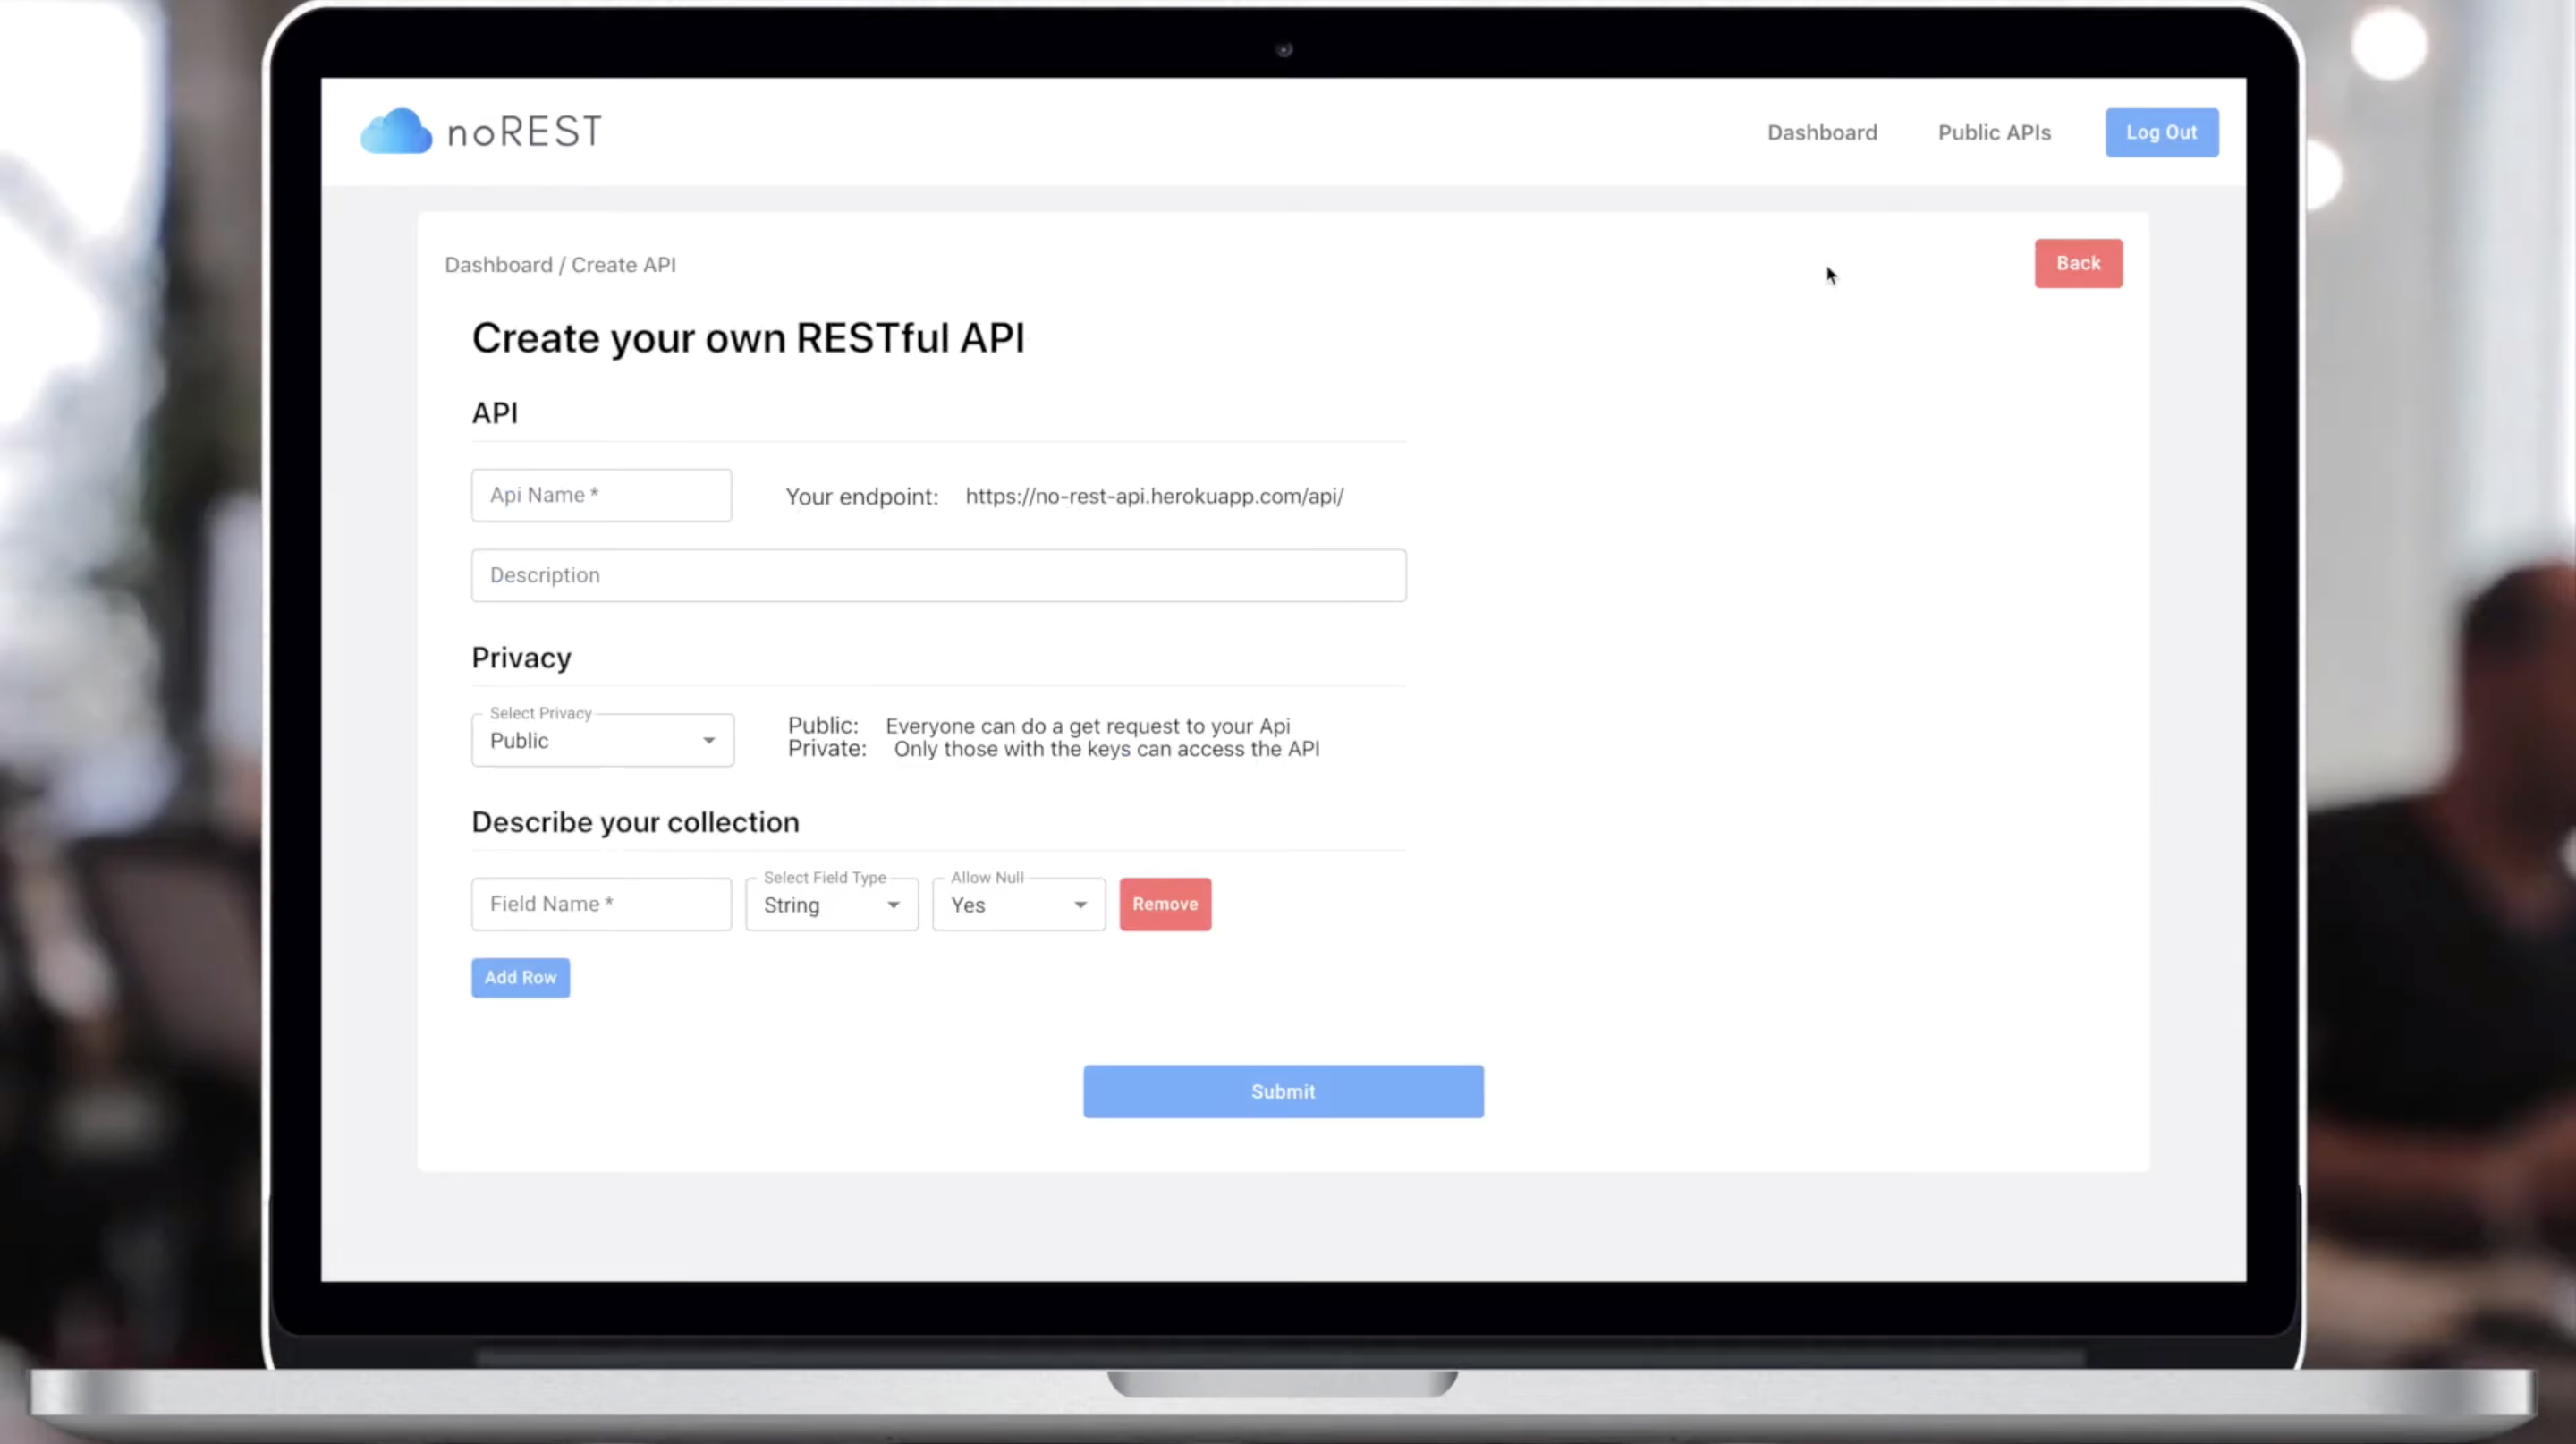 noREST
Dashboard Public APIs Log Out
Dashboard / Create API Back
Create your own RESTful API
API
Api Name * Your endpoint: https://no-rest-api.herokuapp.com/api/
Description
Privacy
Select Privacy
Public
Public: Everyone can do a get request to your Api
Private: Only those with the keys can access the API
Describe your collection
Field Name *
Select Field Type
String
Allow Null
Yes
Remove
Add Row
Submit